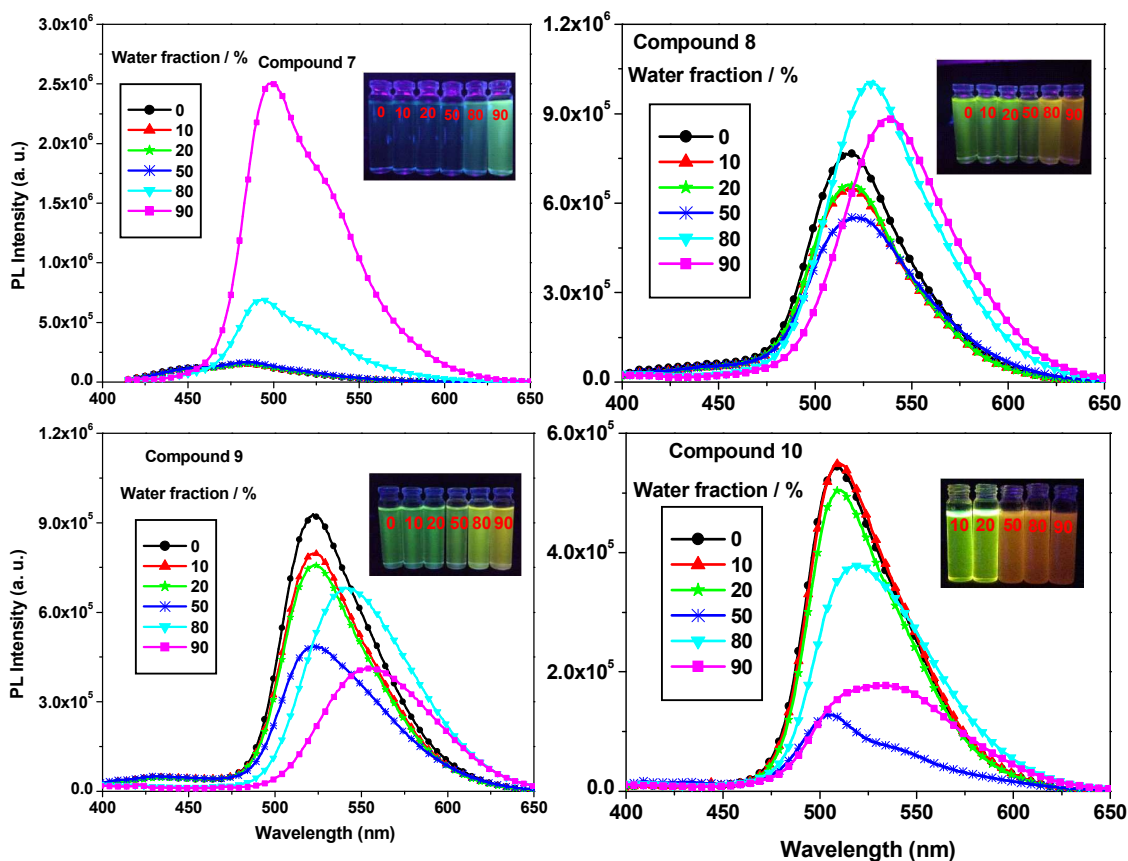 3.0x10⁶
2.5x10⁶
2.0x10⁶
1.5x10⁶
1.0x10⁶
5.0x10⁵
0.0
PL Intensity (a. u.)
Water fraction / %
Compound 7
0
10
20
50
80
90
0 10 20 50 80 90
400 450 500 550 600 650
1.2x10⁶
9.0x10⁵
6.0x10⁵
3.0x10⁵
0.0
Compound 8
Water fraction / %
0
10
20
50
80
90
0 10 20 50 80 90
400 450 500 550 600 650
1.2x10⁶
9.0x10⁵
6.0x10⁵
3.0x10⁵
0.0
PL Intensity (a. u.)
Compound 9
Water fraction / %
0
10
20
50
80
90
0 10 20 50 80 90
400 450 500 550 600 650
Wavelength (nm)
6.0x10⁵
4.0x10⁵
2.0x10⁵
0.0
Compound 10
Water fraction / %
0
10
20
50
80
90
10 20 50 80 90
400 450 500 550 600 650
Wavelength (nm)